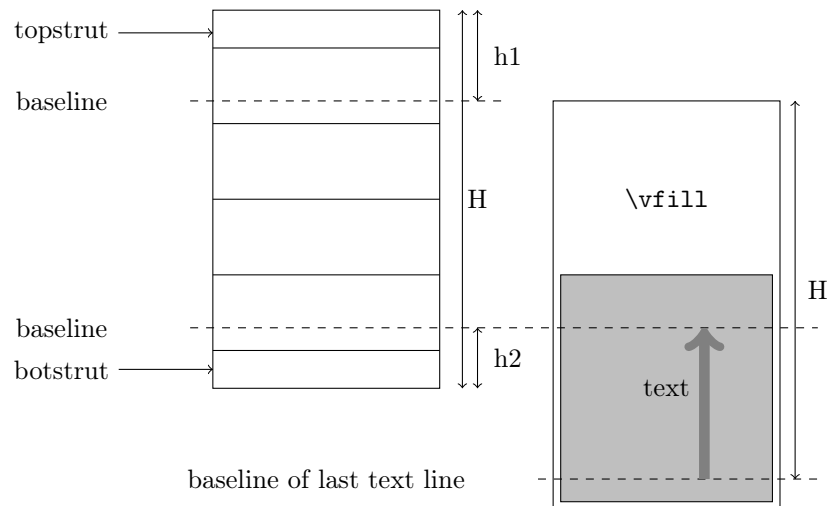 topstrut
h1
baseline
H
\vfill
H
baseline
h2
botstrut
text
baseline of last text line